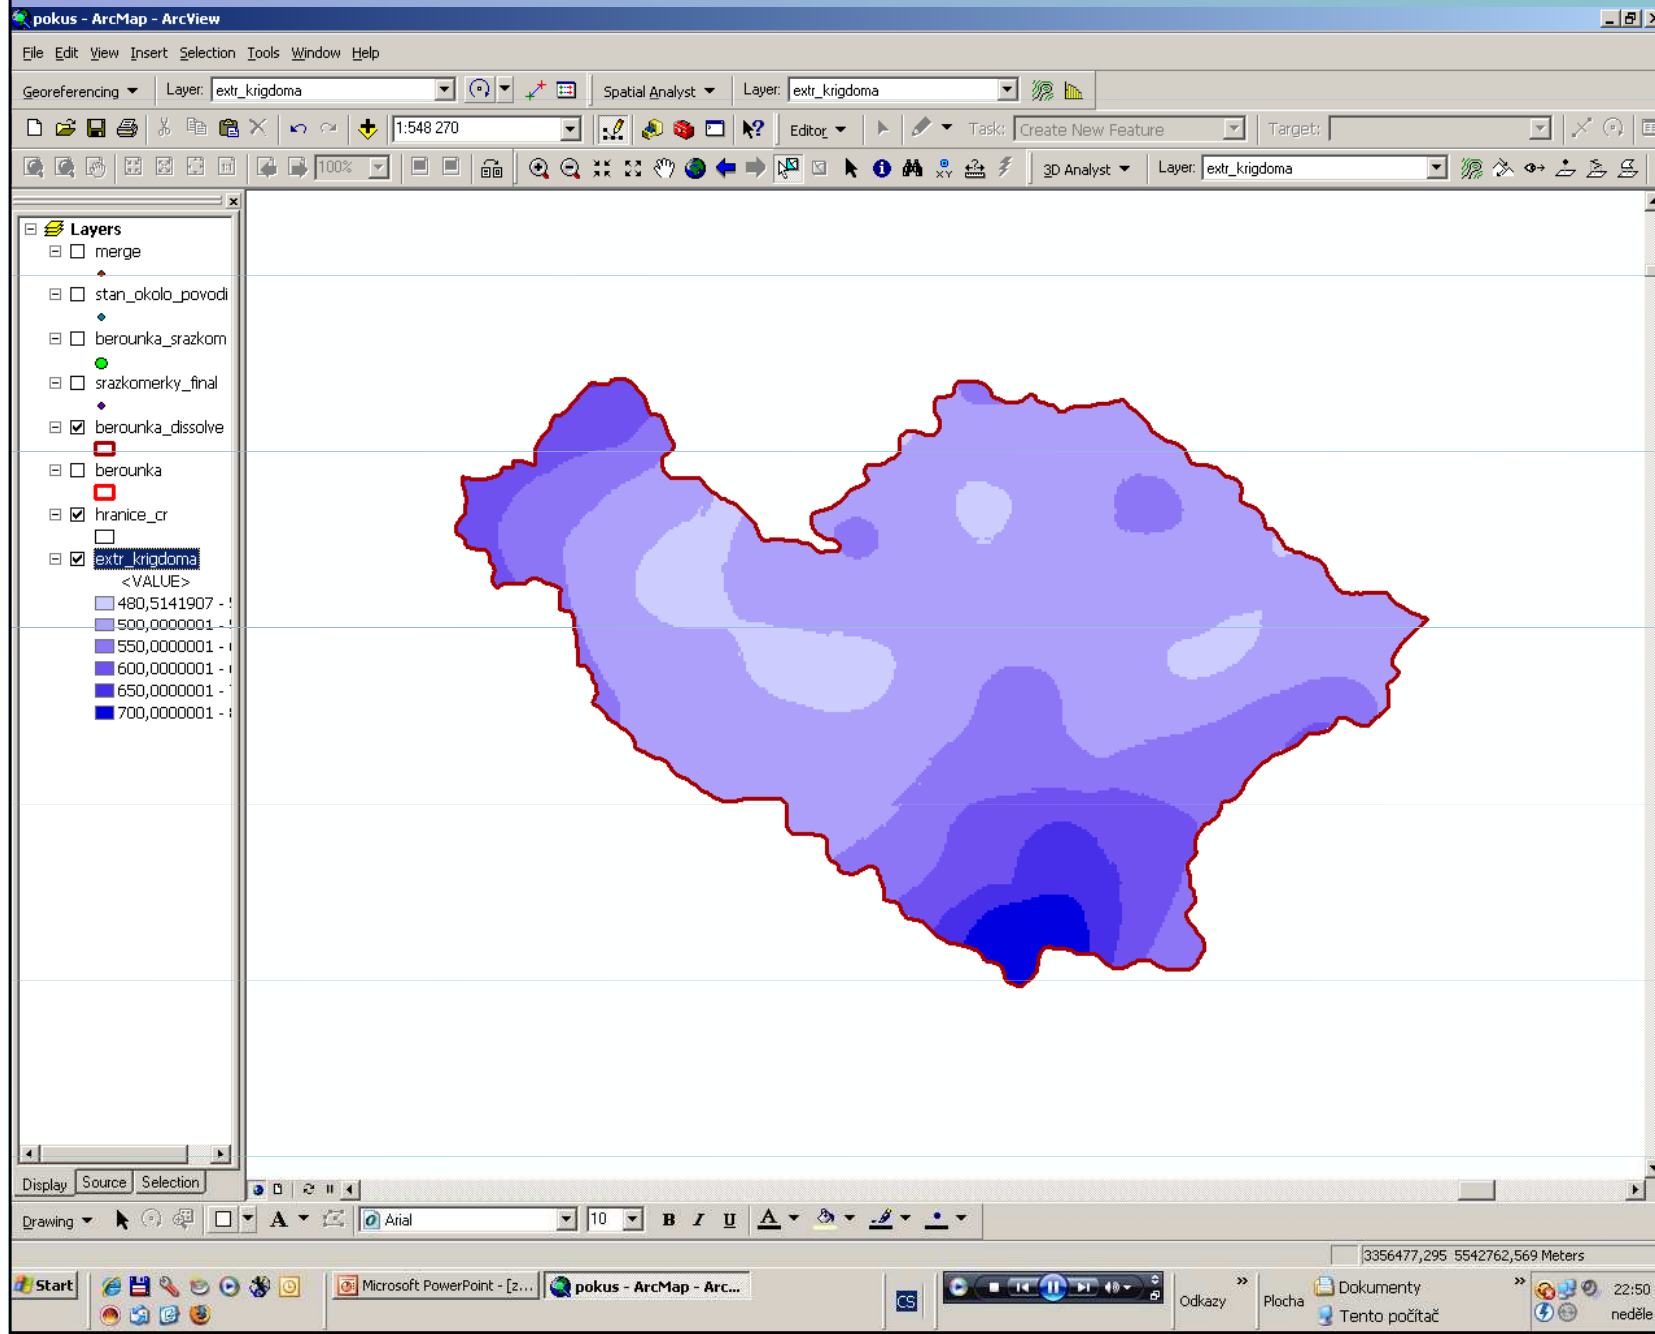 pokus - ArcMap - ArcView
File Edit View Insert Selection Tools Window Help
Georeferencing Layer: extr_krigdoma Spatial Analyst Layer: extr_krigdoma
1:548 270 Editor Task: Create New Feature Target:
100% 3D Analyst Layer: extr_krigdoma
Layers
merge
stan_okolo_povodi
berounka_srazkom
srazkomerky_final
berounka_dissolve
berounka
hranice_cr
extr_krigdoma
<VALUE>
480,5141907 -
500,0000001 -
550,0000001 -
600,0000001 -
650,0000001 -
700,0000001 -
Display Source Selection
Drawing A Arial 10 B I U A
3356477,295 5542762,569 Meters
Start Microsoft PowerPoint - [z... pokus - ArcMap - Arc... CS Odkazy » Plocha Dokumenty » 22:50
Tento počítač neděle